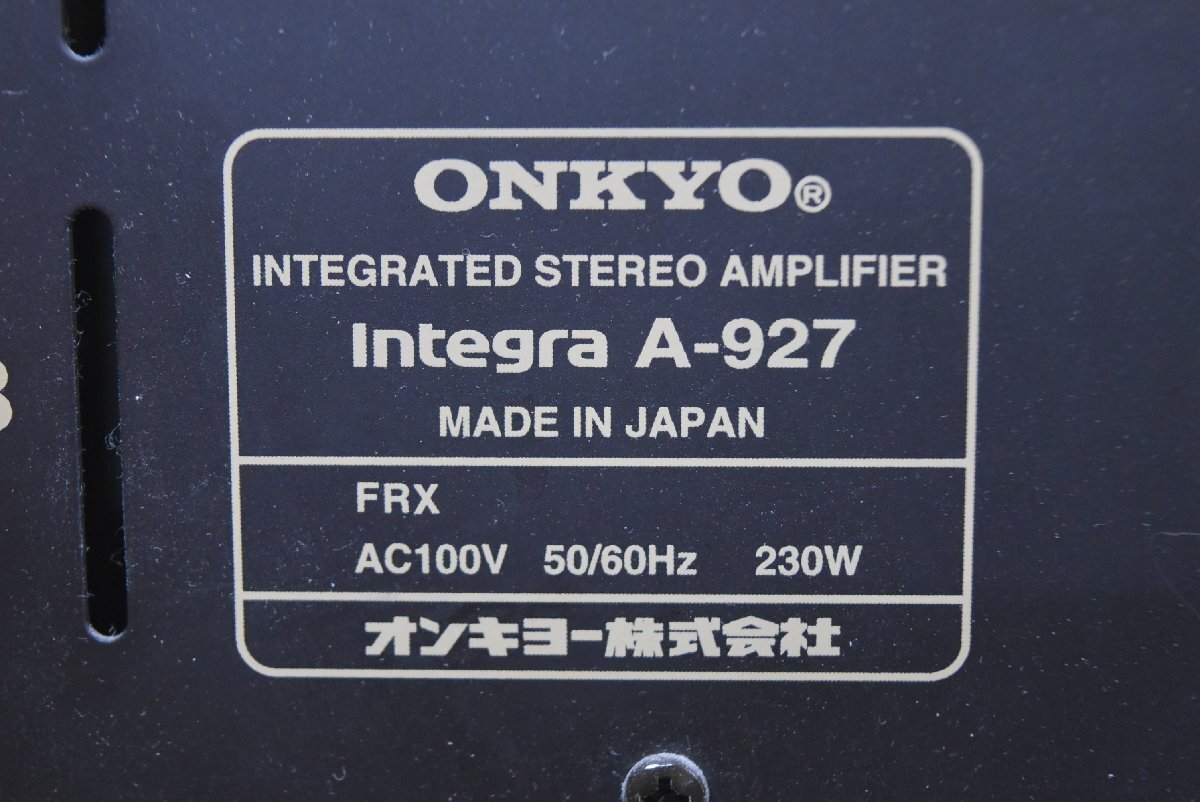 ONKYO®
INTEGRATED STEREO AMPLIFIER
Integra A-927
MADE IN JAPAN
FRX
AC100V 50/60Hz 230W
オンキヨー株式会社